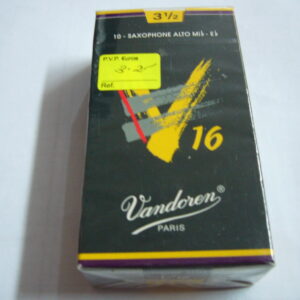 3 1/2
10 - SAXOPHONE ALTO Mib - Eb
P.V.P. Euros
Ref.
V
16
Vandoren®
PARIS